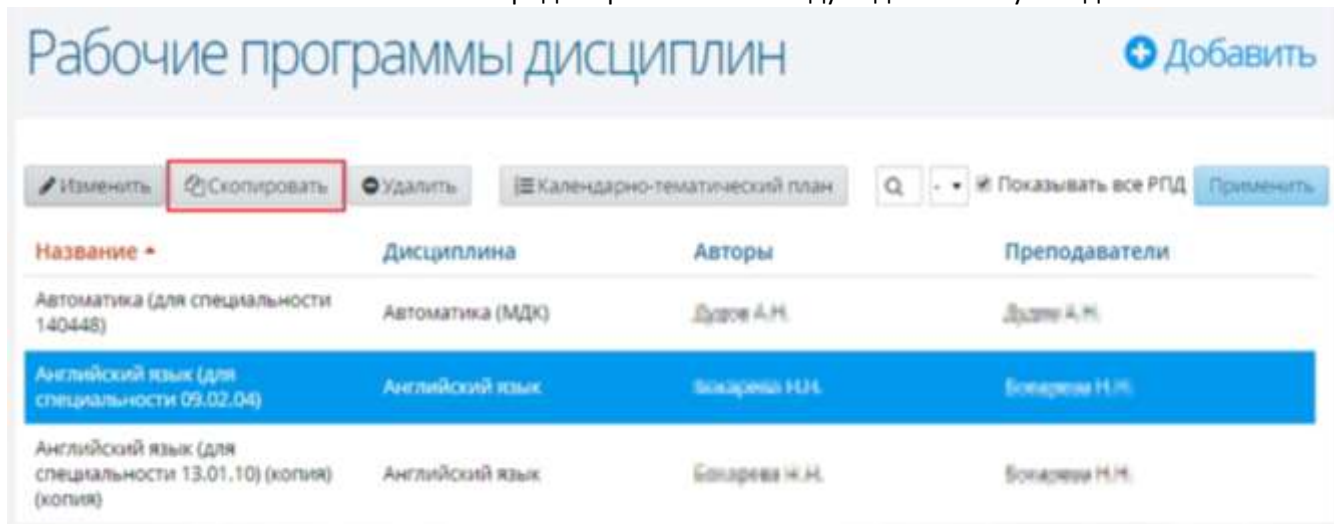 Рабочие программы дисциплин Добавить
Изменить Скопировать Удалить Календарно-тематический план - Показывать все РПД Применить
Название Дисциплина Авторы Преподаватели
Автоматика (для специальности
140448) Автоматика (МДК) А.Н. А.Н.
Английский язык (для
специальности 09.02.04) Английский язык Н.Н. Н.Н.
Английский язык (для
специальности 13.01.10) (копия)
(копия) Английский язык Н.Н. Н.Н.